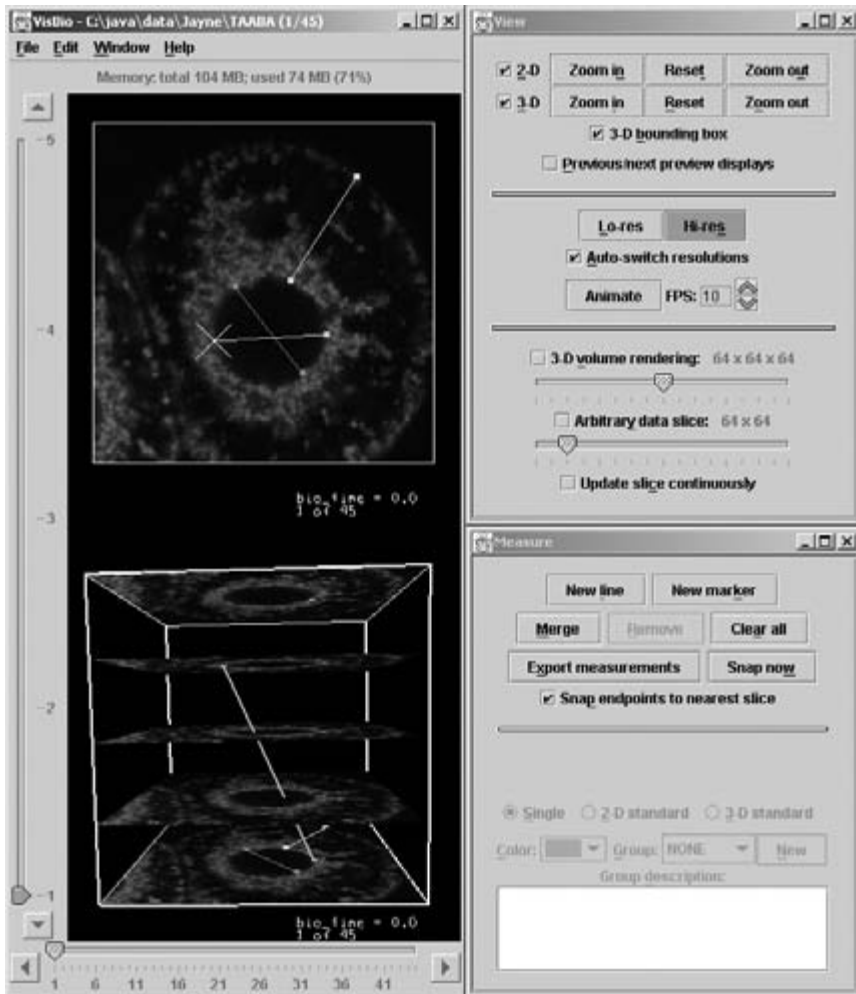 VisBio - C:\java\data\Jayne\TAABA (1/45)
File Edit Window Help
Memory: total 104 MB; used 74 MB (71%)
5
4
3
2
1
bio_time = 0.0
1 of 45
bio_time = 0.0
1 of 45
1 6 11 16 21 26 31 36 41
View
2-D Zoom in Reset Zoom out
3-D Zoom in Reset Zoom out
3-D bounding box
Previous/next preview displays
Lo-res Hi-res
Auto-switch resolutions
Animate FPS: 10
3-D volume rendering: 64 x 64 x 64
Arbitrary data slice: 64 x 64
Update slice continuously
Measure
New line New marker
Merge Remove Clear all
Export measurements Snap now
Snap endpoints to nearest slice
Single 2-D standard 3-D standard
Color: Group: NONE New
Group description: